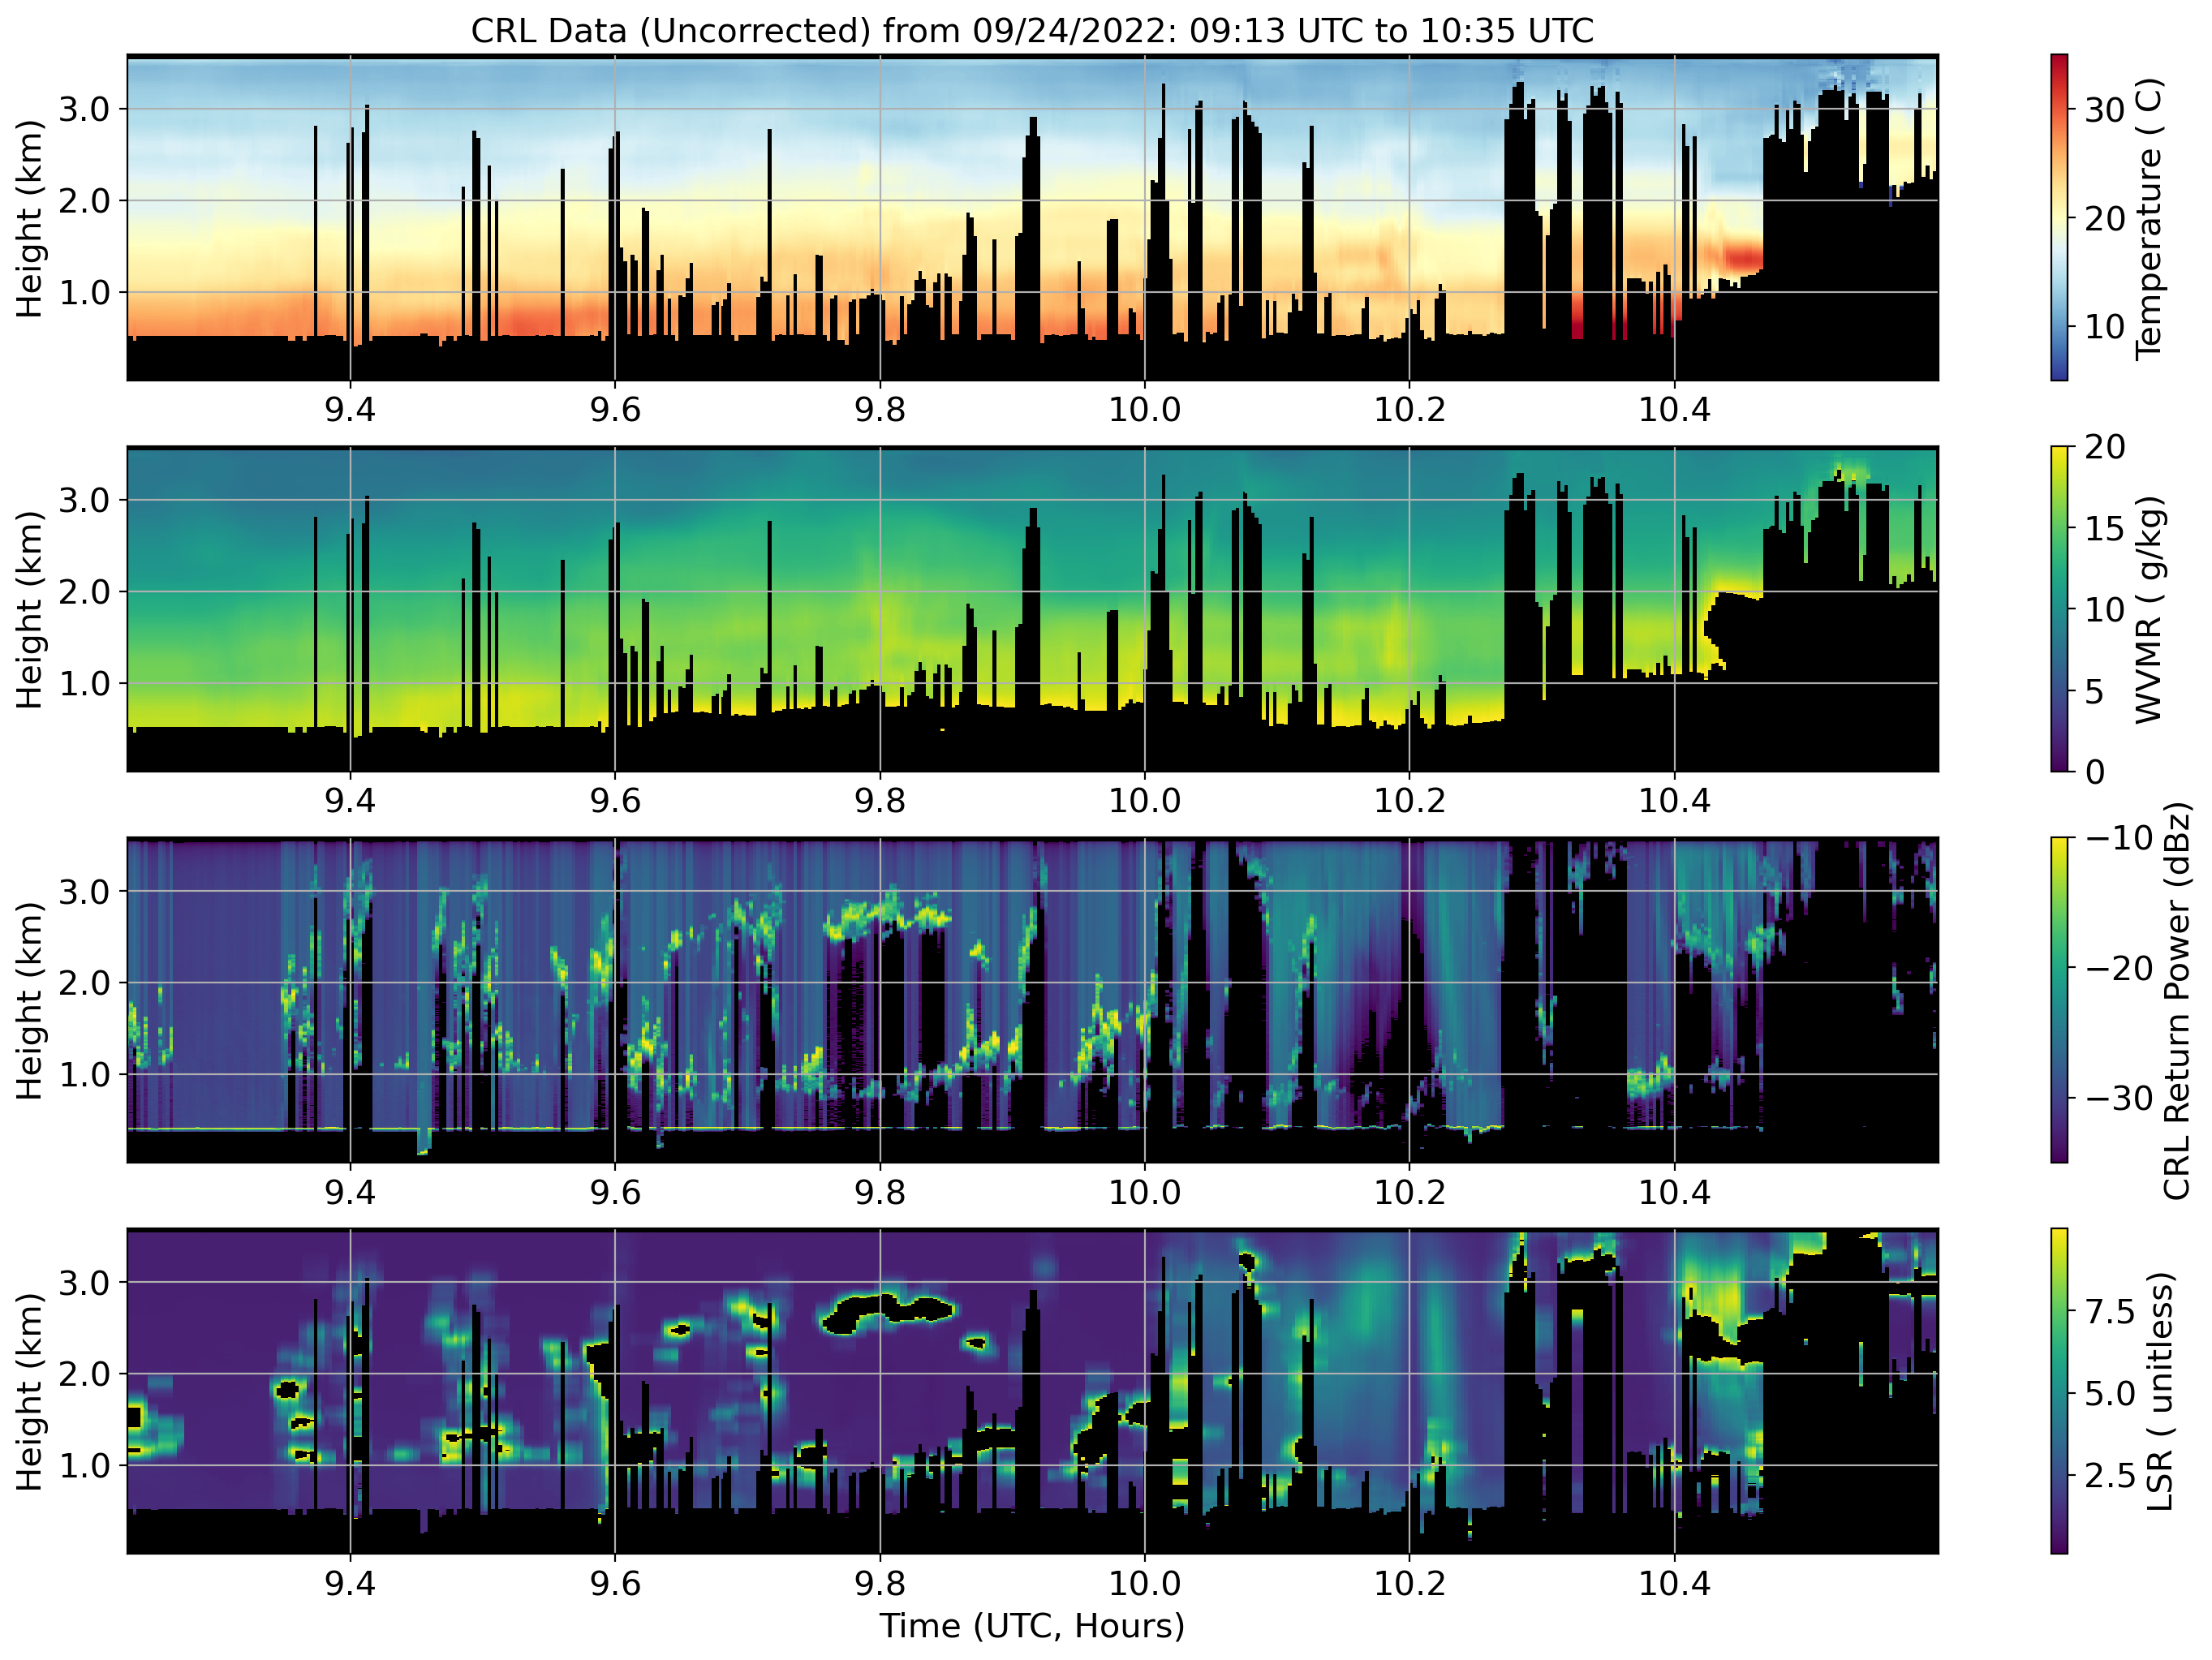 CRL Data (Uncorrected) from 09/24/2022: 09:13 UTC to 10:35 UTC
3.0
2.0
1.0
Height (km)
9.4 9.6 9.8 10.0 10.2 10.4
30
20
10
Temperature ( C)
3.0
2.0
1.0
Height (km)
9.4 9.6 9.8 10.0 10.2 10.4
20
15
10
5
0
WVMR ( g/kg)
3.0
2.0
1.0
Height (km)
9.4 9.6 9.8 10.0 10.2 10.4
−10
−20
−30
CRL Return Power (dBz)
3.0
2.0
1.0
Height (km)
9.4 9.6 9.8 10.0 10.2 10.4
Time (UTC, Hours)
7.5
5.0
2.5
LSR ( unitless)